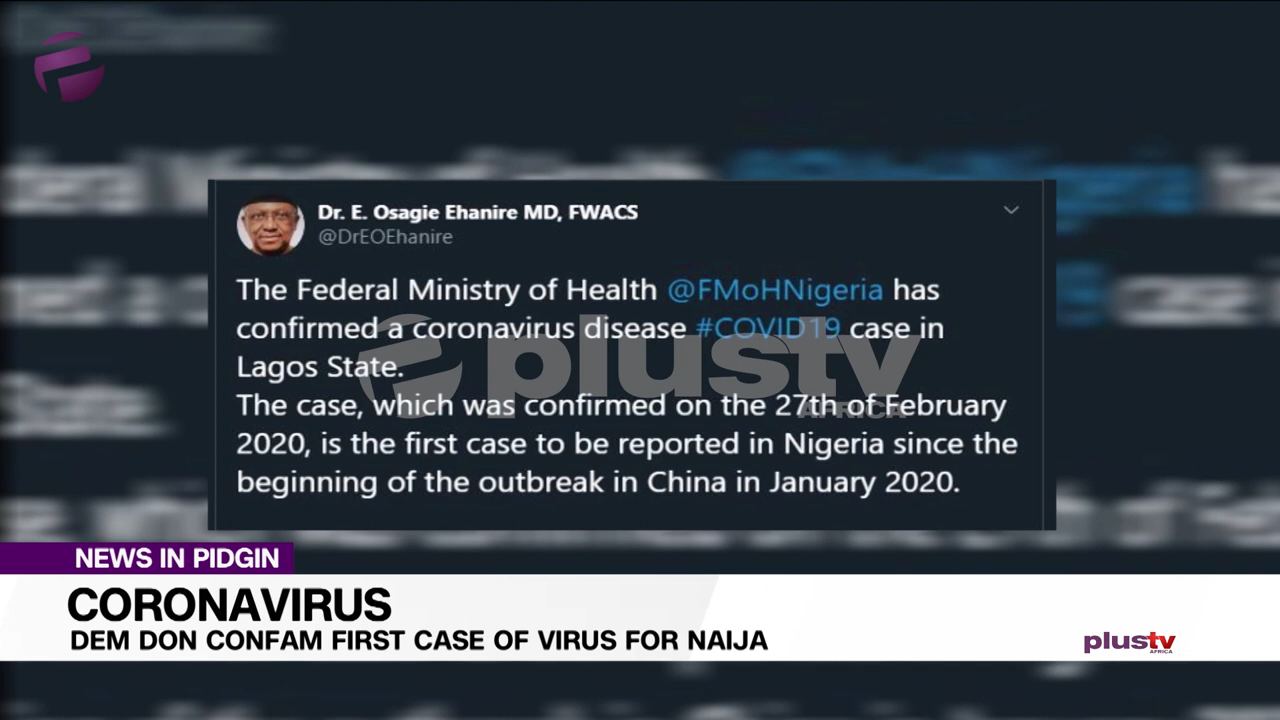 Dr. E. Osagie Ehanire MD, FWACS
@DrEOEhanire
The Federal Ministry of Health @FMoHNigeria has
confirmed a coronavirus disease #COVID19 case in
Lagos State.
The case, which was confirmed on the 27th of February
2020, is the first case to be reported in Nigeria since the
beginning of the outbreak in China in January 2020.
plustv
AFRICA
NEWS IN PIDGIN
CORONAVIRUS
DEM DON CONFAM FIRST CASE OF VIRUS FOR NAIJA
plustv
AFRICA